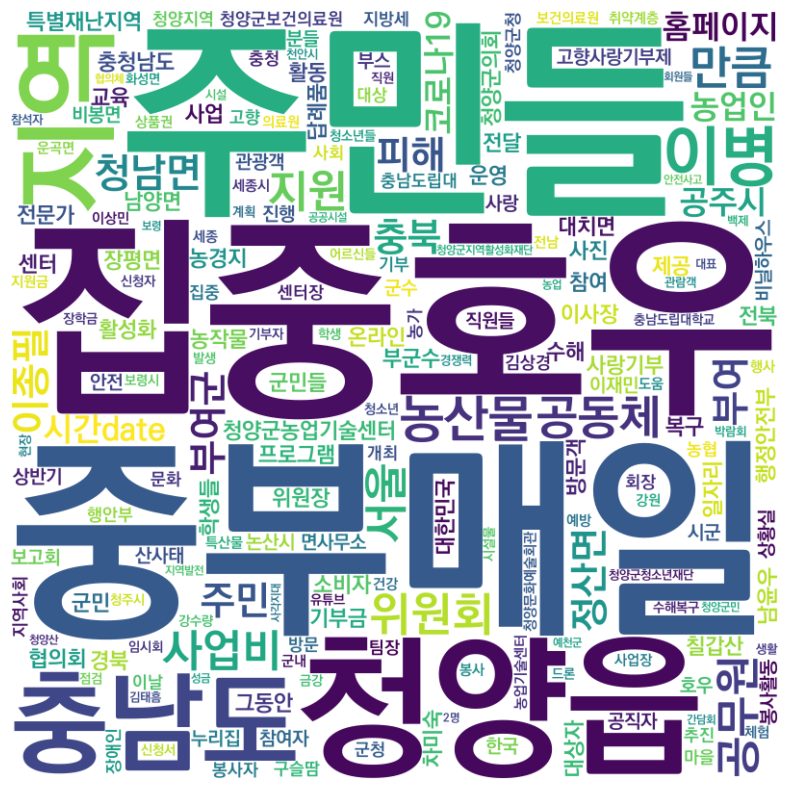 특별재난지역
청양지역
청양군보건의료원
지방세
보건의료원
취약계층
홈페이지
충청남도
천안시
분들
충청
부스
직원
코로나19
청양군의회
청양군청
고향사랑기부제
회원들
만큼
협의체
화성면
시설
활동
답례품
교육
사업
대상
농업인
참석자
비봉면
상품권
고향
의료원
청소년들
전달
이병
운곡면
지역
주민들
안전사고
청남면
관광객
사회
피해
운영
남양면
세종시
지원
충남도립대
사랑
공주시
전문가
이상민
계획
진행
공공시설
대치면
백제
보령
세종
어르신들
청양군지역활성화재단
전남
충북
사진
비닐하우스
센터
장평면
농경지
기부
참여
제공
대표
지원금
신청자
집중
센터장
군수
농업
관람객
집중호우
장학금
활성화
농작물
기부자
학생
온라인
농가
직원들
이사장
충남도립대학교
전북
발생
수해
안전
보령시
군민들
부군수
경쟁력
김상경
사랑기부
행사
이종필
이재민
도움
청소년
농산물
공동체
부여
시간date
부여군
청양군농업기술센터
복구
박람회
행정안전부
현장
상반기
문화
프로그램
개최
서울
방문객
농협
일자리
행안부
위원장
대한민국
회장
강원
학생들
특산물
논산시
면사무소
예방
시군
상황실
보고회
산사태
시설물
중부매일
지역발전
소비자
건강
청양문화예술회관
청양군청소년재단
정산면
지역사회
군민
청주시
주민
유튜브
사각지대
기부금
위원회
수해복구
청양군민
남윤우
청양산
강수량
임시회
사업비
방문
군내
팀장
농업기술센터
예천군
칠갑산
생활
협의회
경북
점검
이날
금강
봉사
드론
사업장
호우
봉사활동
충남도
김태흠
성금
그동안
청양읍
공직자
공무원
장애인
신청서
누리집
참여자
군청
차미숙
2명
한국
대상자
추진
간담회
봉사자
구슬땀
마을
체험